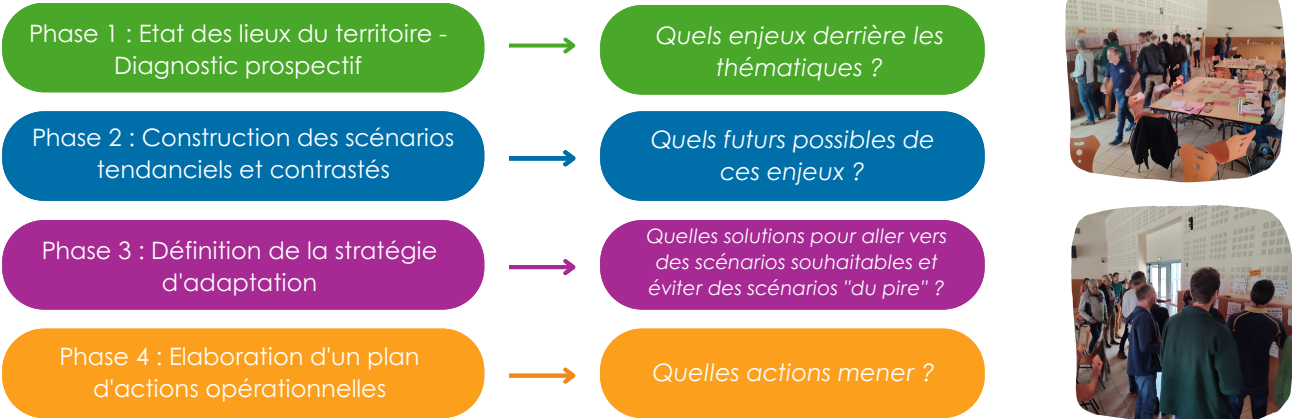 Phase 1 : Etat des lieux du territoire -
Diagnostic prospectif
Quels enjeux derrière les
thématiques ?
Phase 2 : Construction des scénarios
tendanciels et contrastés
Quels futurs possibles de
ces enjeux ?
Phase 3 : Définition de la stratégie
d'adaptation
Quelles solutions pour aller vers
des scénarios souhaitables et
éviter des scénarios "du pire" ?
Phase 4 : Elaboration d'un plan
d'actions opérationnelles
Quelles actions mener ?